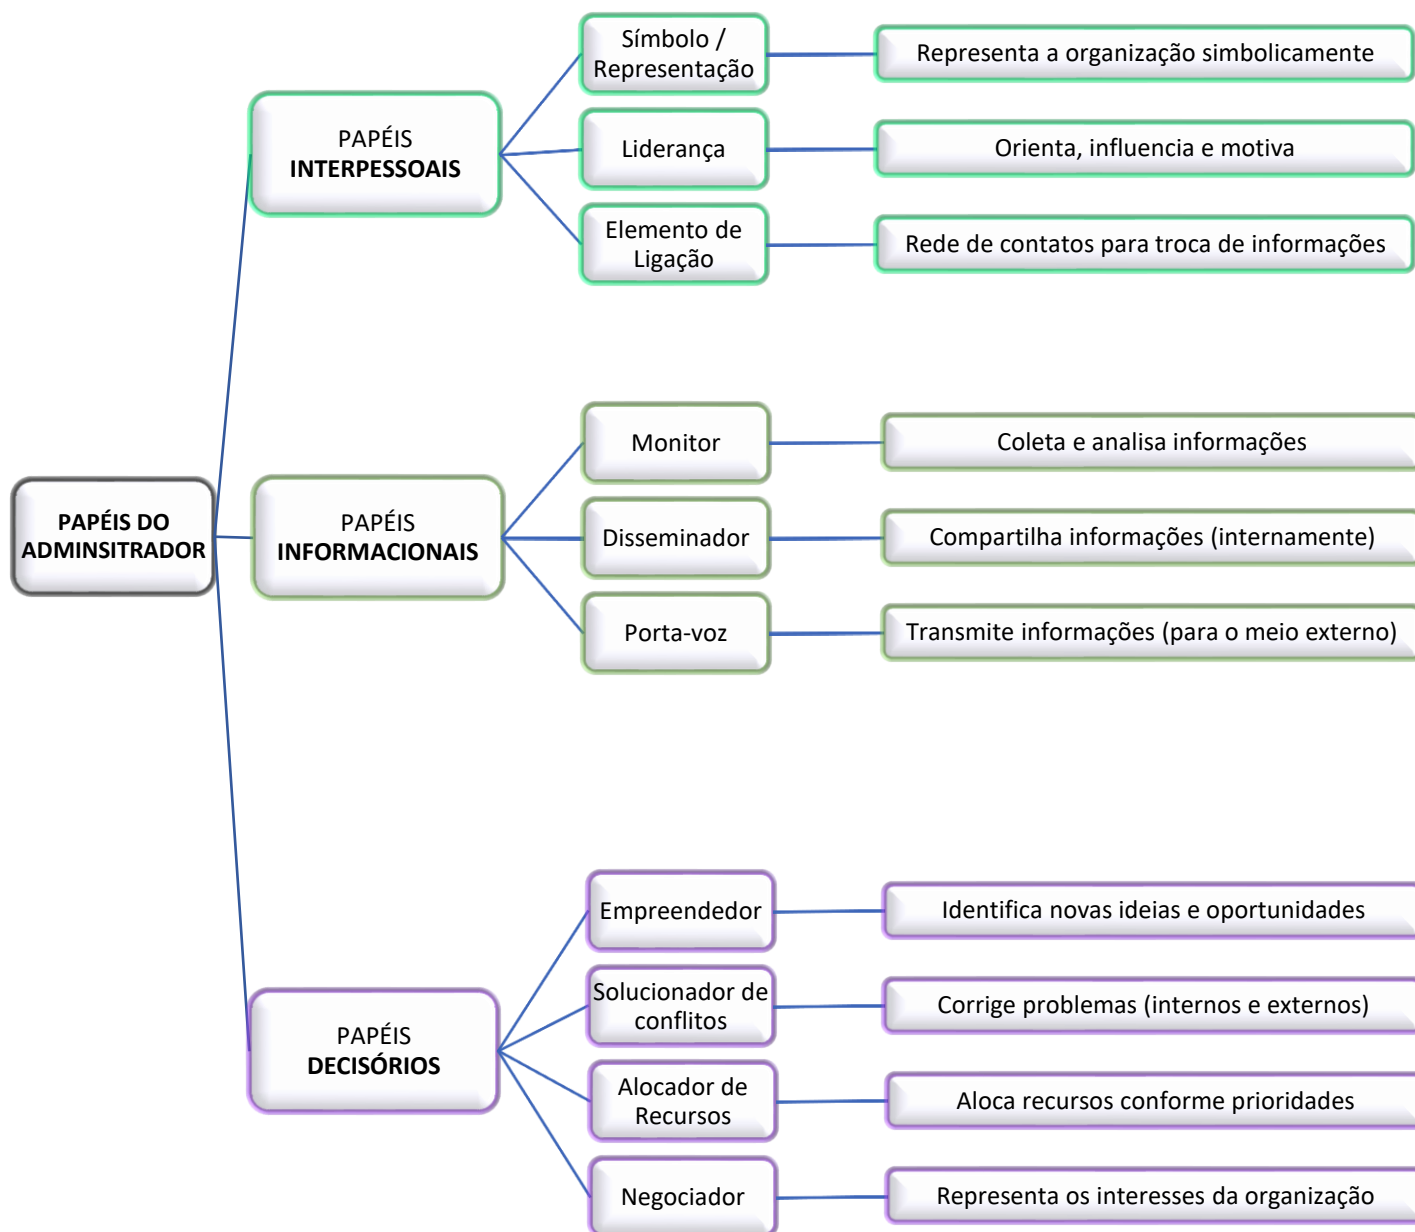 Símbolo /
Representação
Representa a organização simbolicamente
PAPÉIS
INTERPESSOAIS
Liderança
Orienta, influencia e motiva
Elemento de
Ligação
Rede de contatos para troca de informações
Monitor
Coleta e analisa informações
PAPÉIS DO
ADMINSITRADOR
PAPÉIS
INFORMACIONAIS
Disseminador
Compartilha informações (internamente)
Porta-voz
Transmite informações (para o meio externo)
Empreendedor
Identifica novas ideias e oportunidades
Solucionador de
conflitos
Corrige problemas (internos e externos)
PAPÉIS
DECISÓRIOS
Alocador de
Recursos
Aloca recursos conforme prioridades
Negociador
Representa os interesses da organização